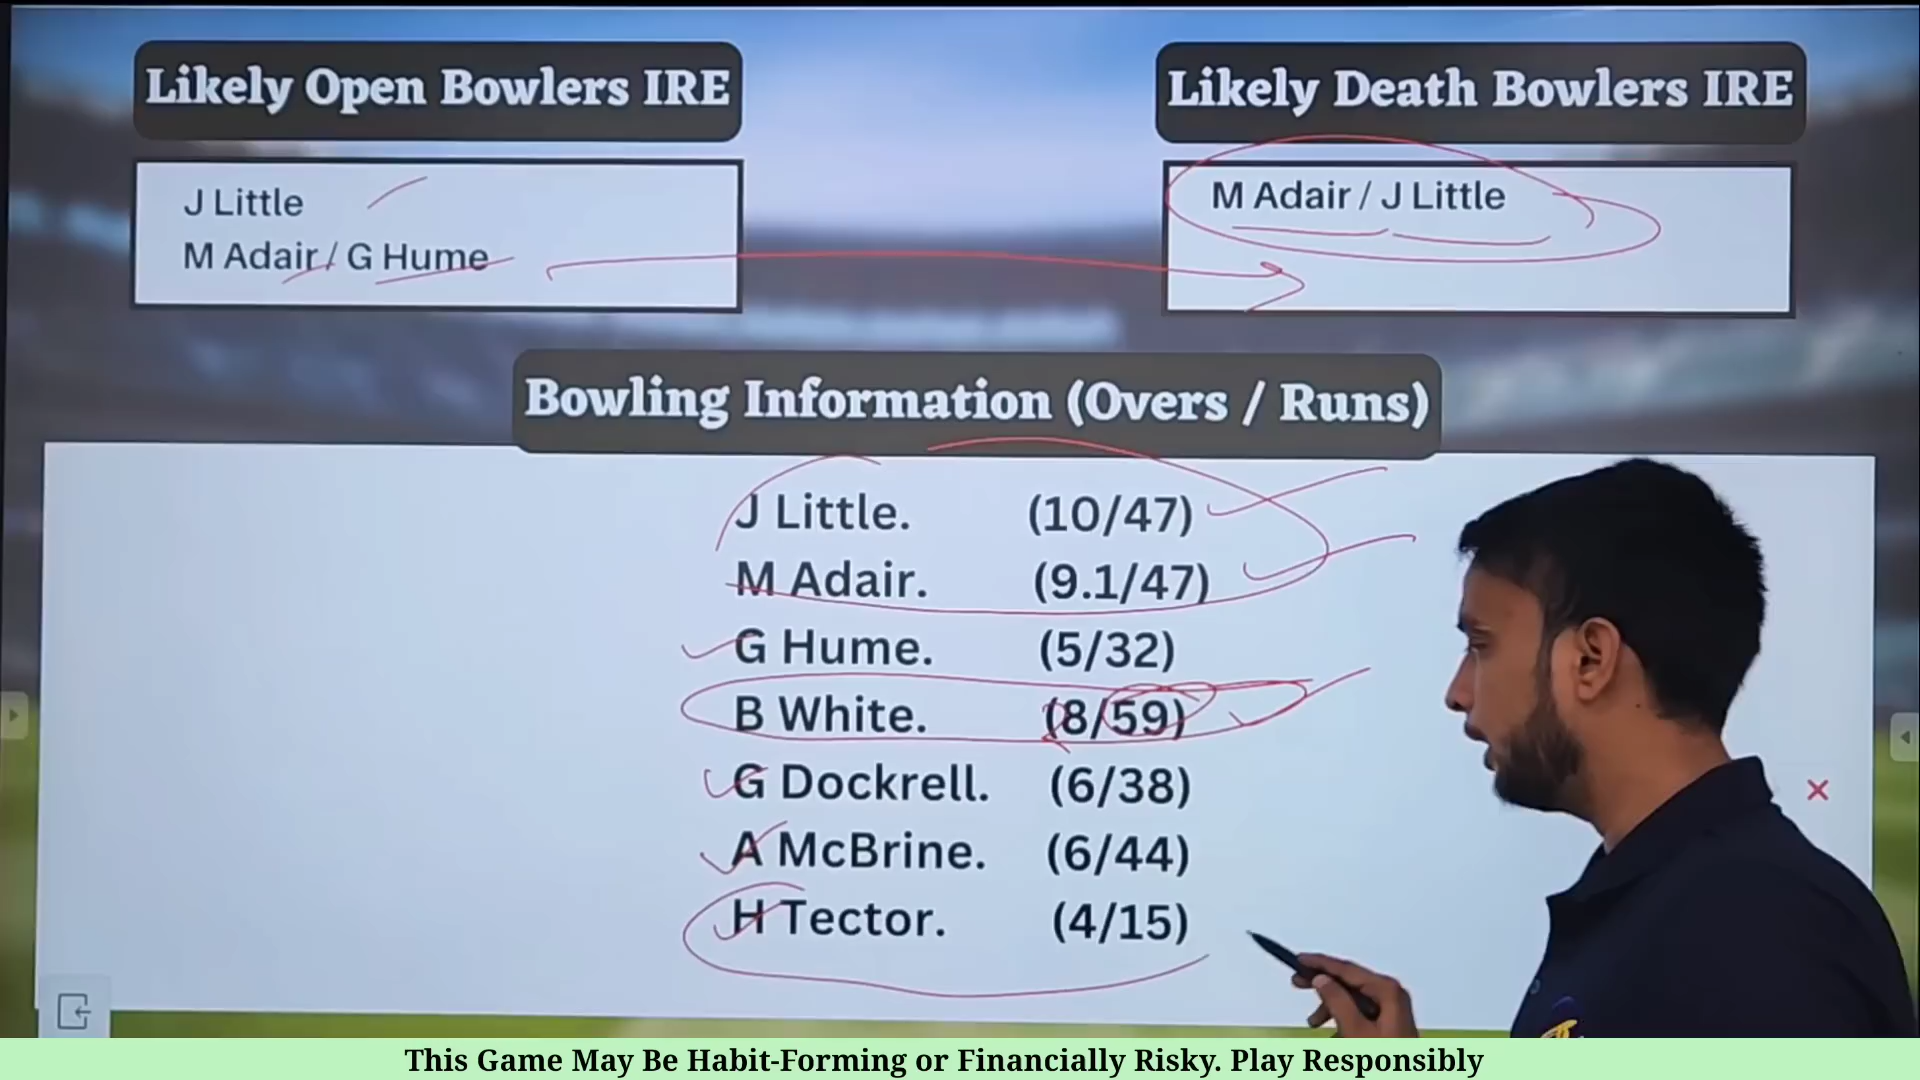 Likely Open Bowlers IRE
Likely Death Bowlers IRE
J Little
M Adair / G Hume
M Adair / J Little
Bowling Information (Overs / Runs)
J Little. (10/47)
M Adair. (9.1/47)
G Hume. (5/32)
B White. (8/59)
G Dockrell. (6/38)
A McBrine. (6/44)
H Tector. (4/15)
This Game May Be Habit-Forming or Financially Risky. Play Responsibly